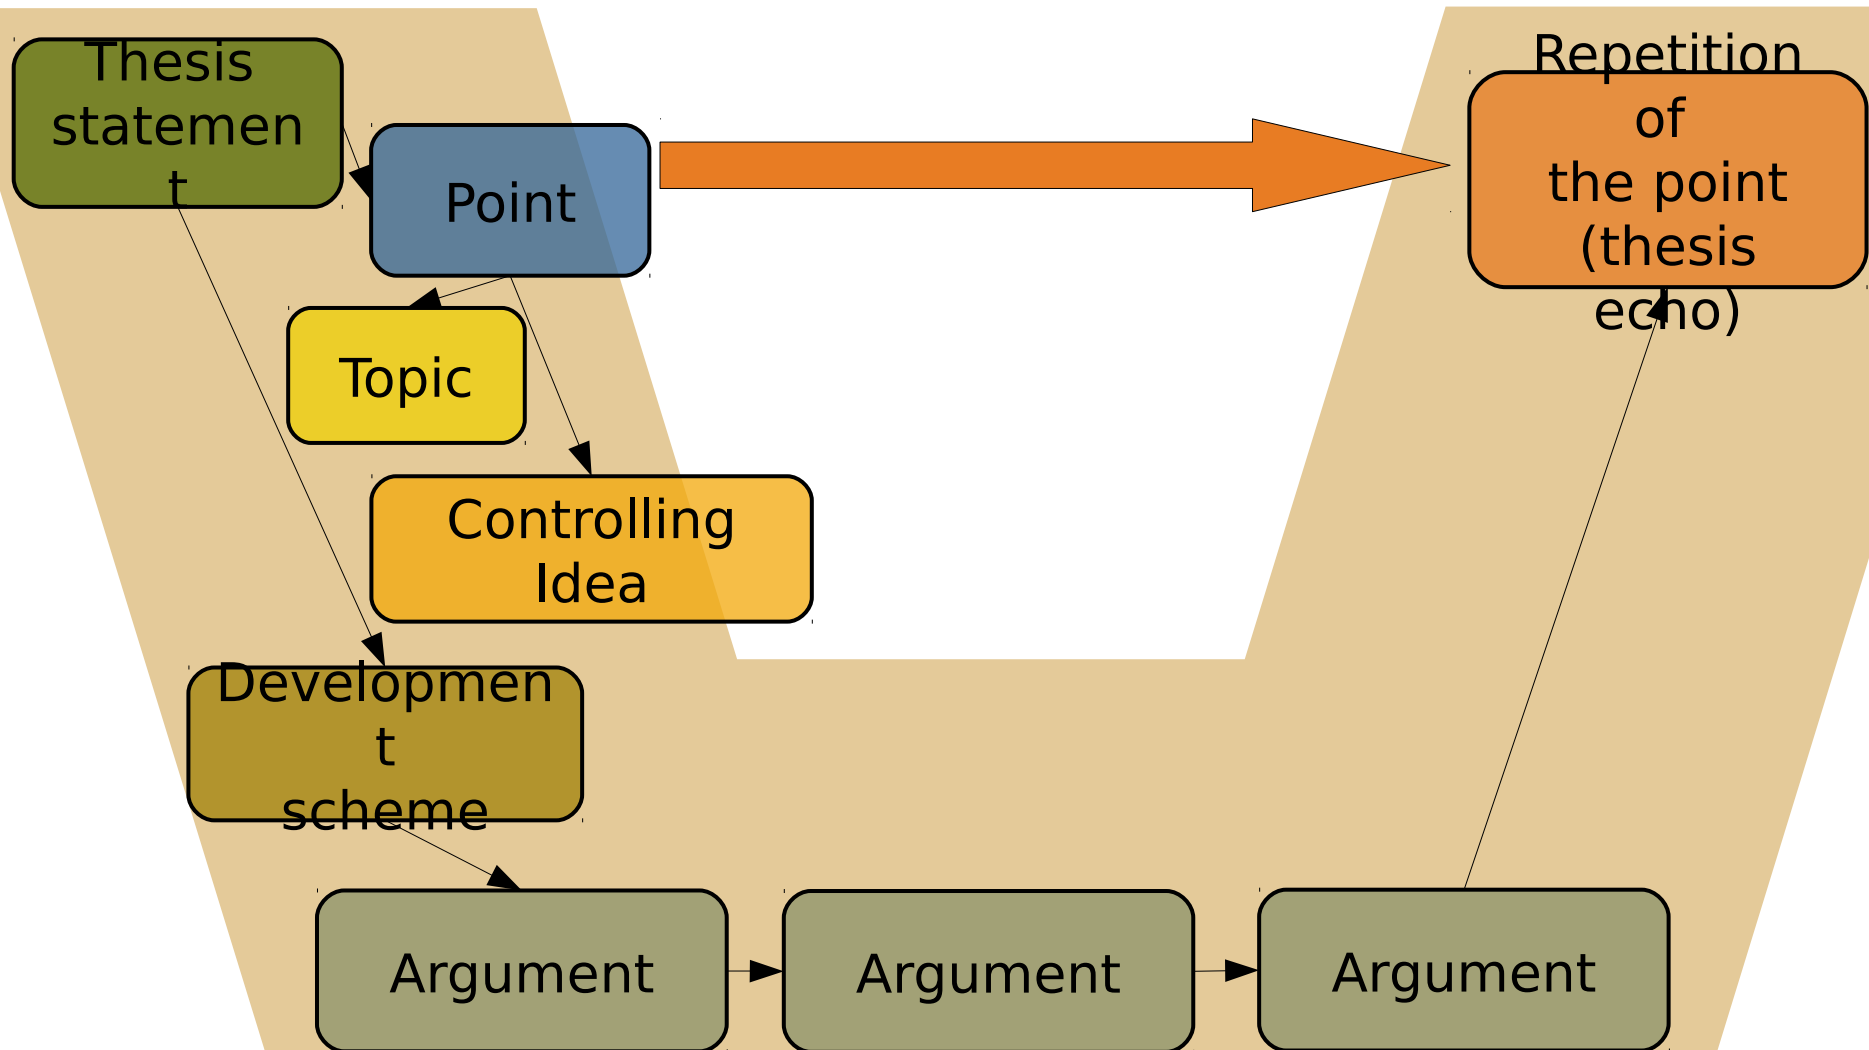 Thesis
statemen
t
Point
Repetition
of
the point
(thesis
echo)
Topic
Controlling
Idea
Developmen
t
scheme
Argument
Argument
Argument